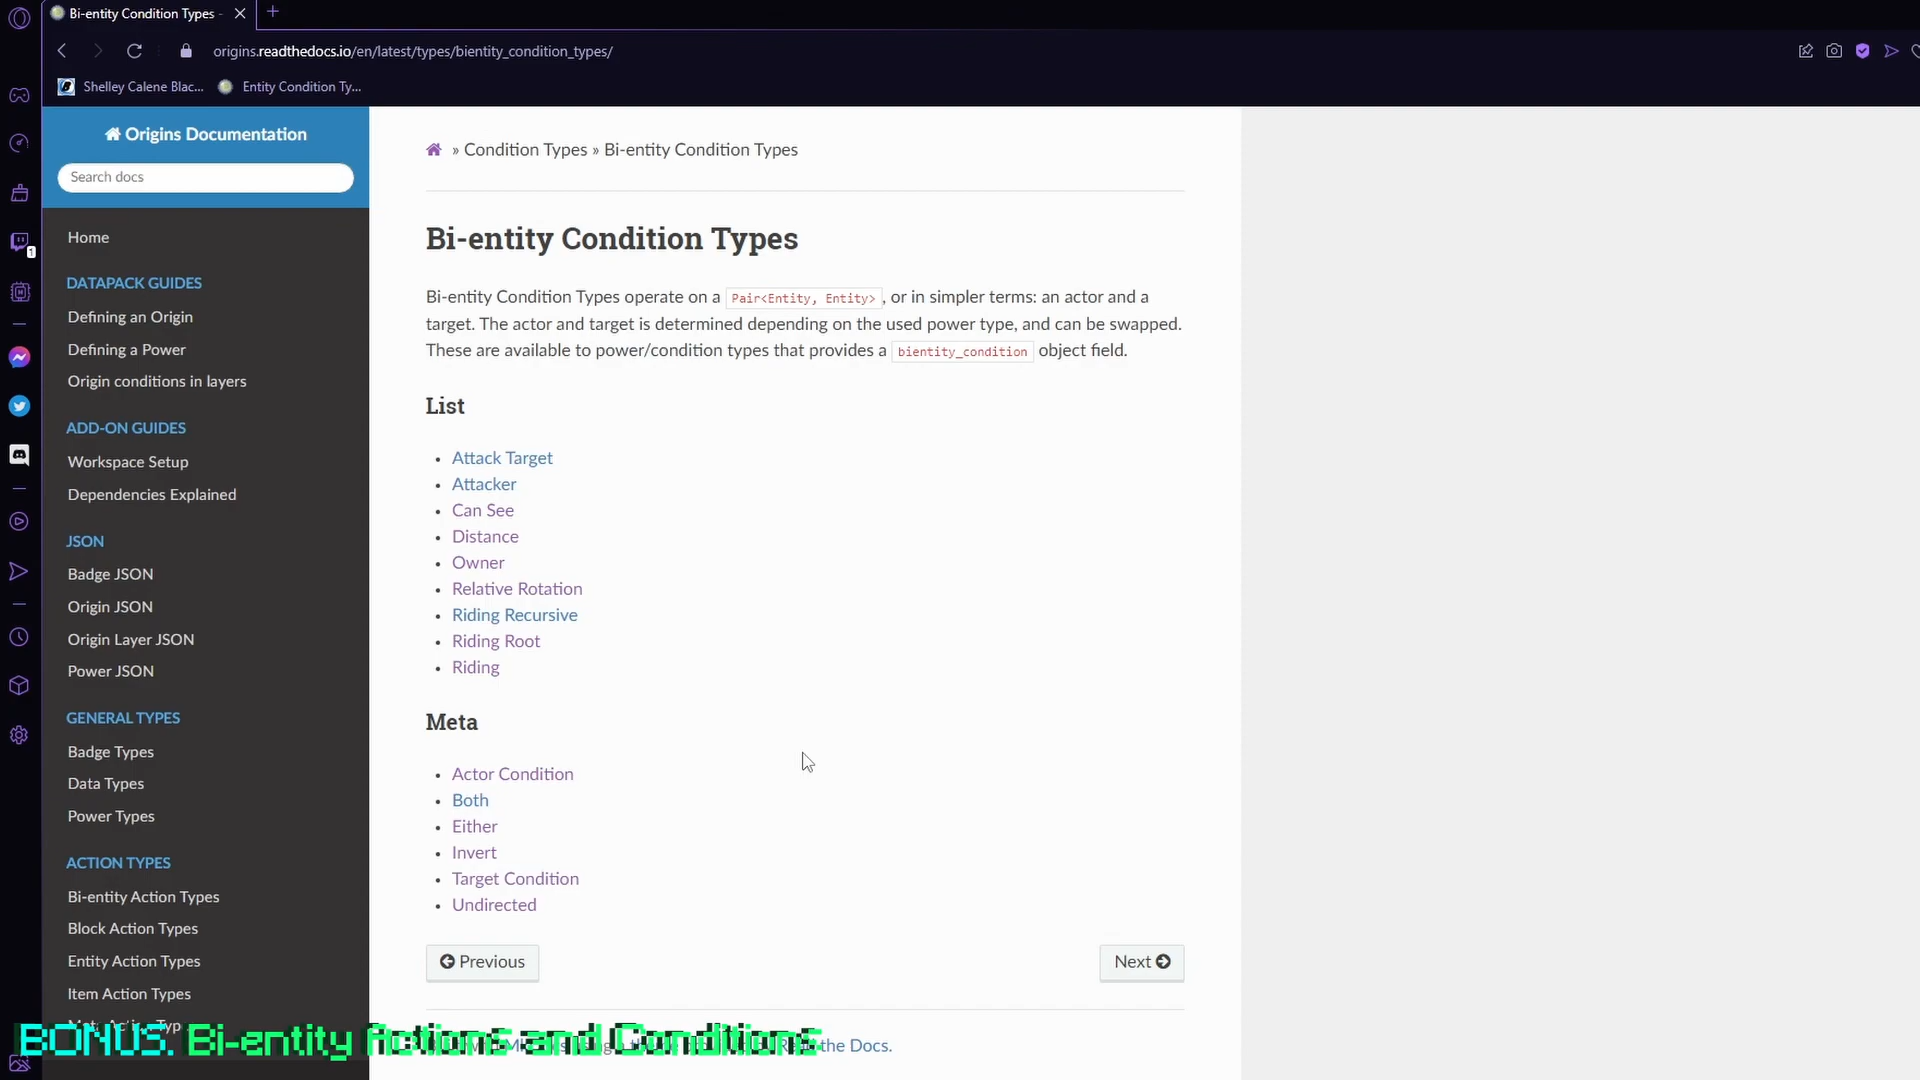 Bi-entity Condition Types -
origins.readthedocs.io/en/latest/types/bientity_condition_types/
Shelley Calene Blac...
Entity Condition Ty...
1
Origins Documentation
Search docs
Home
DATAPACK GUIDES
Defining an Origin
Defining a Power
Origin conditions in layers
ADD-ON GUIDES
Workspace Setup
Dependencies Explained
JSON
Badge JSON
Origin JSON
Origin Layer JSON
Power JSON
GENERAL TYPES
Badge Types
Data Types
Power Types
ACTION TYPES
Bi-entity Action Types
Block Action Types
Entity Action Types
Item Action Types
» Condition Types » Bi-entity Condition Types
Bi-entity Condition Types
Bi-entity Condition Types operate on a Pair<Entity, Entity>, or in simpler terms: an actor and a
target. The actor and target is determined depending on the used power type, and can be swapped.
These are available to power/condition types that provides a bientity_condition object field.
List
• Attack Target
• Attacker
• Can See
• Distance
• Owner
• Relative Rotation
• Riding Recursive
• Riding Root
• Riding
Meta
• Actor Condition
• Both
• Either
• Invert
• Target Condition
• Undirected
Previous
Next
the Docs.
BONUS: Bi-entity Actions and Conditions